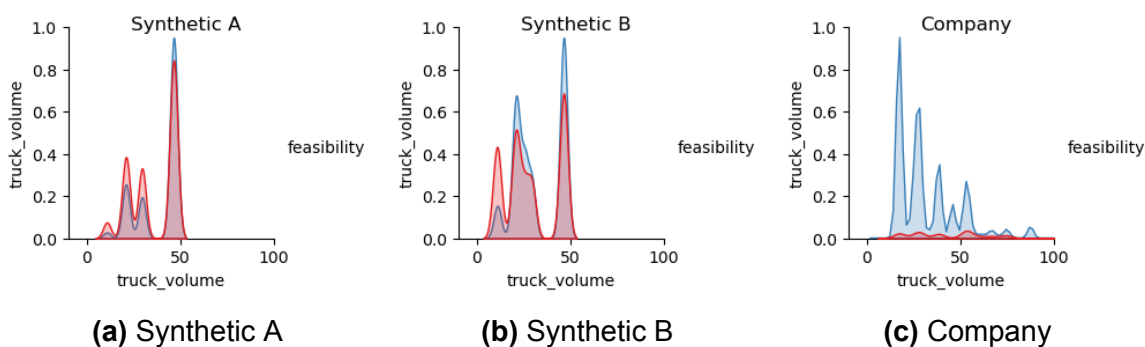 Synthetic A
1.0
0.8
0.6
0.4
0.2
0.0
truck_volume
0 50 100
truck_volume
feasibility
(a) Synthetic A
Synthetic B
1.0
0.8
0.6
0.4
0.2
0.0
truck_volume
0 50 100
truck_volume
feasibility
(b) Synthetic B
Company
1.0
0.8
0.6
0.4
0.2
0.0
truck_volume
0 50 100
truck_volume
feasibility
(c) Company